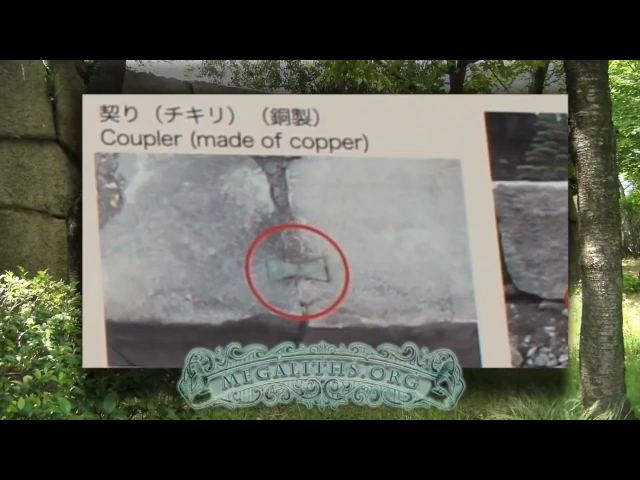 契り（チキリ）（銅製）
Coupler (made of copper)
MEGALITHS.ORG